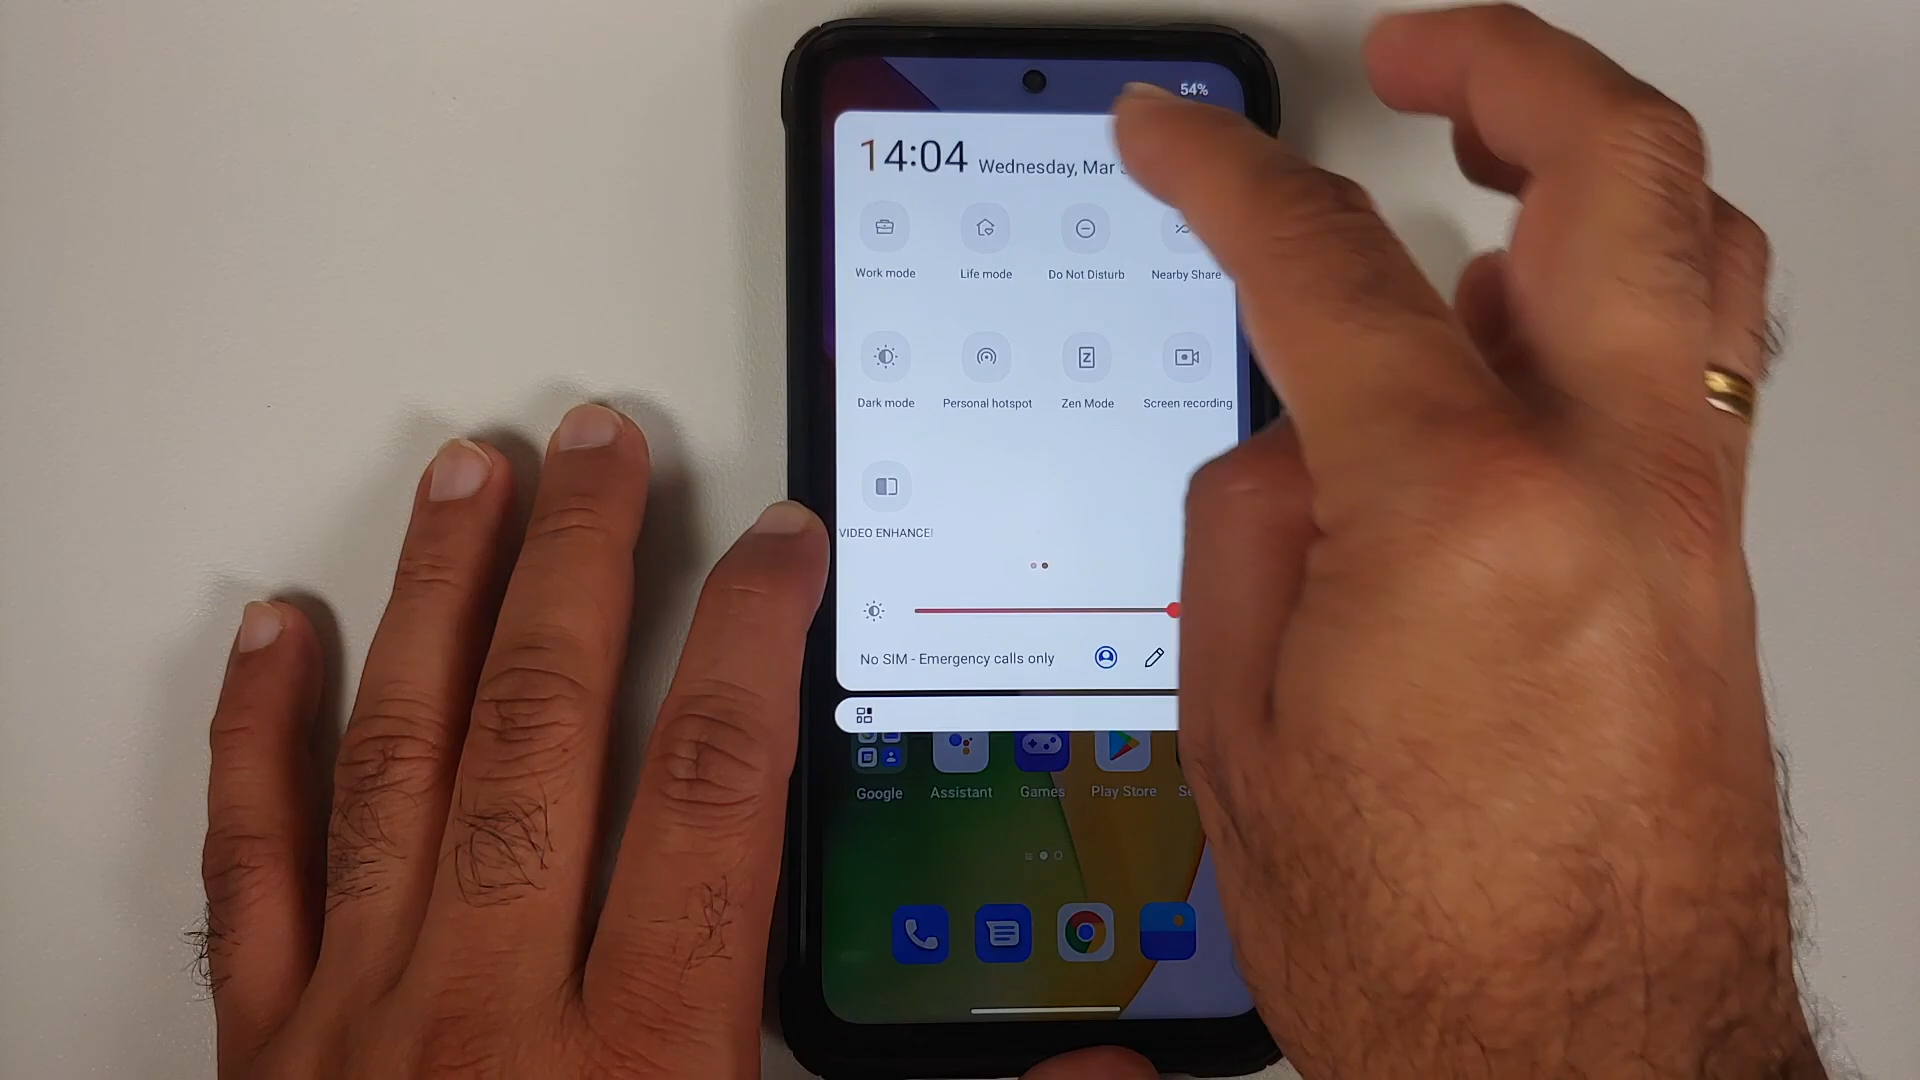 54%
14:04 Wednesday, Mar
Work mode Life mode Do Not Disturb Nearby Share
Dark mode Personal hotspot Zen Mode Screen recording
Z
VIDEO ENHANCE
No SIM - Emergency calls only
Google Assistant Games Play Store Se